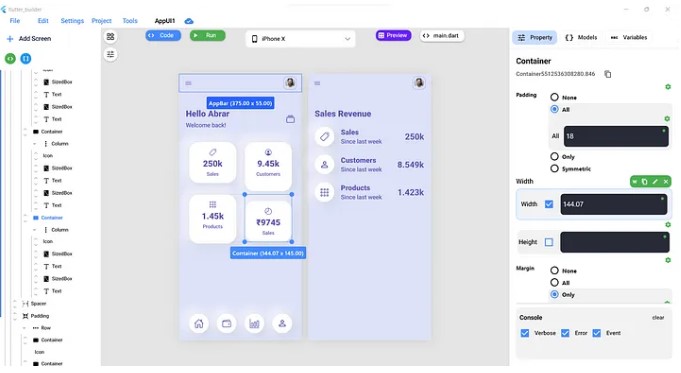 flutter_builder
File Edit Settings Project Tools AppUI1
Add Screen
Code Run iPhone X Preview main.dart
Property Models Variables
Icon
SizedBox
Text
SizedBox
Text
Container
Column
Icon
SizedBox
Text
SizedBox
Text
Container
Column
Icon
SizedBox
Text
SizedBox
Text
Spacer
Padding
Row
Container
Icon
Container
AppBar (375.00 x 55.00)
Hello Abrar
Welcome back!
250k
Sales
9.45k
Customers
1.45k
Products
₹9745
Sales
Container (144.07 x 145.00)
Sales Revenue
Sales
Since last week
250k
Customers
Since last week
8.549k
Products
Since last week
1.423k
Container
Container5512536308280.846
Padding
None
All
All 18
Only
Symmetric
Width
Width 144.07
Height
Margin
None
All
Only
Console clear
Verbose Error Event